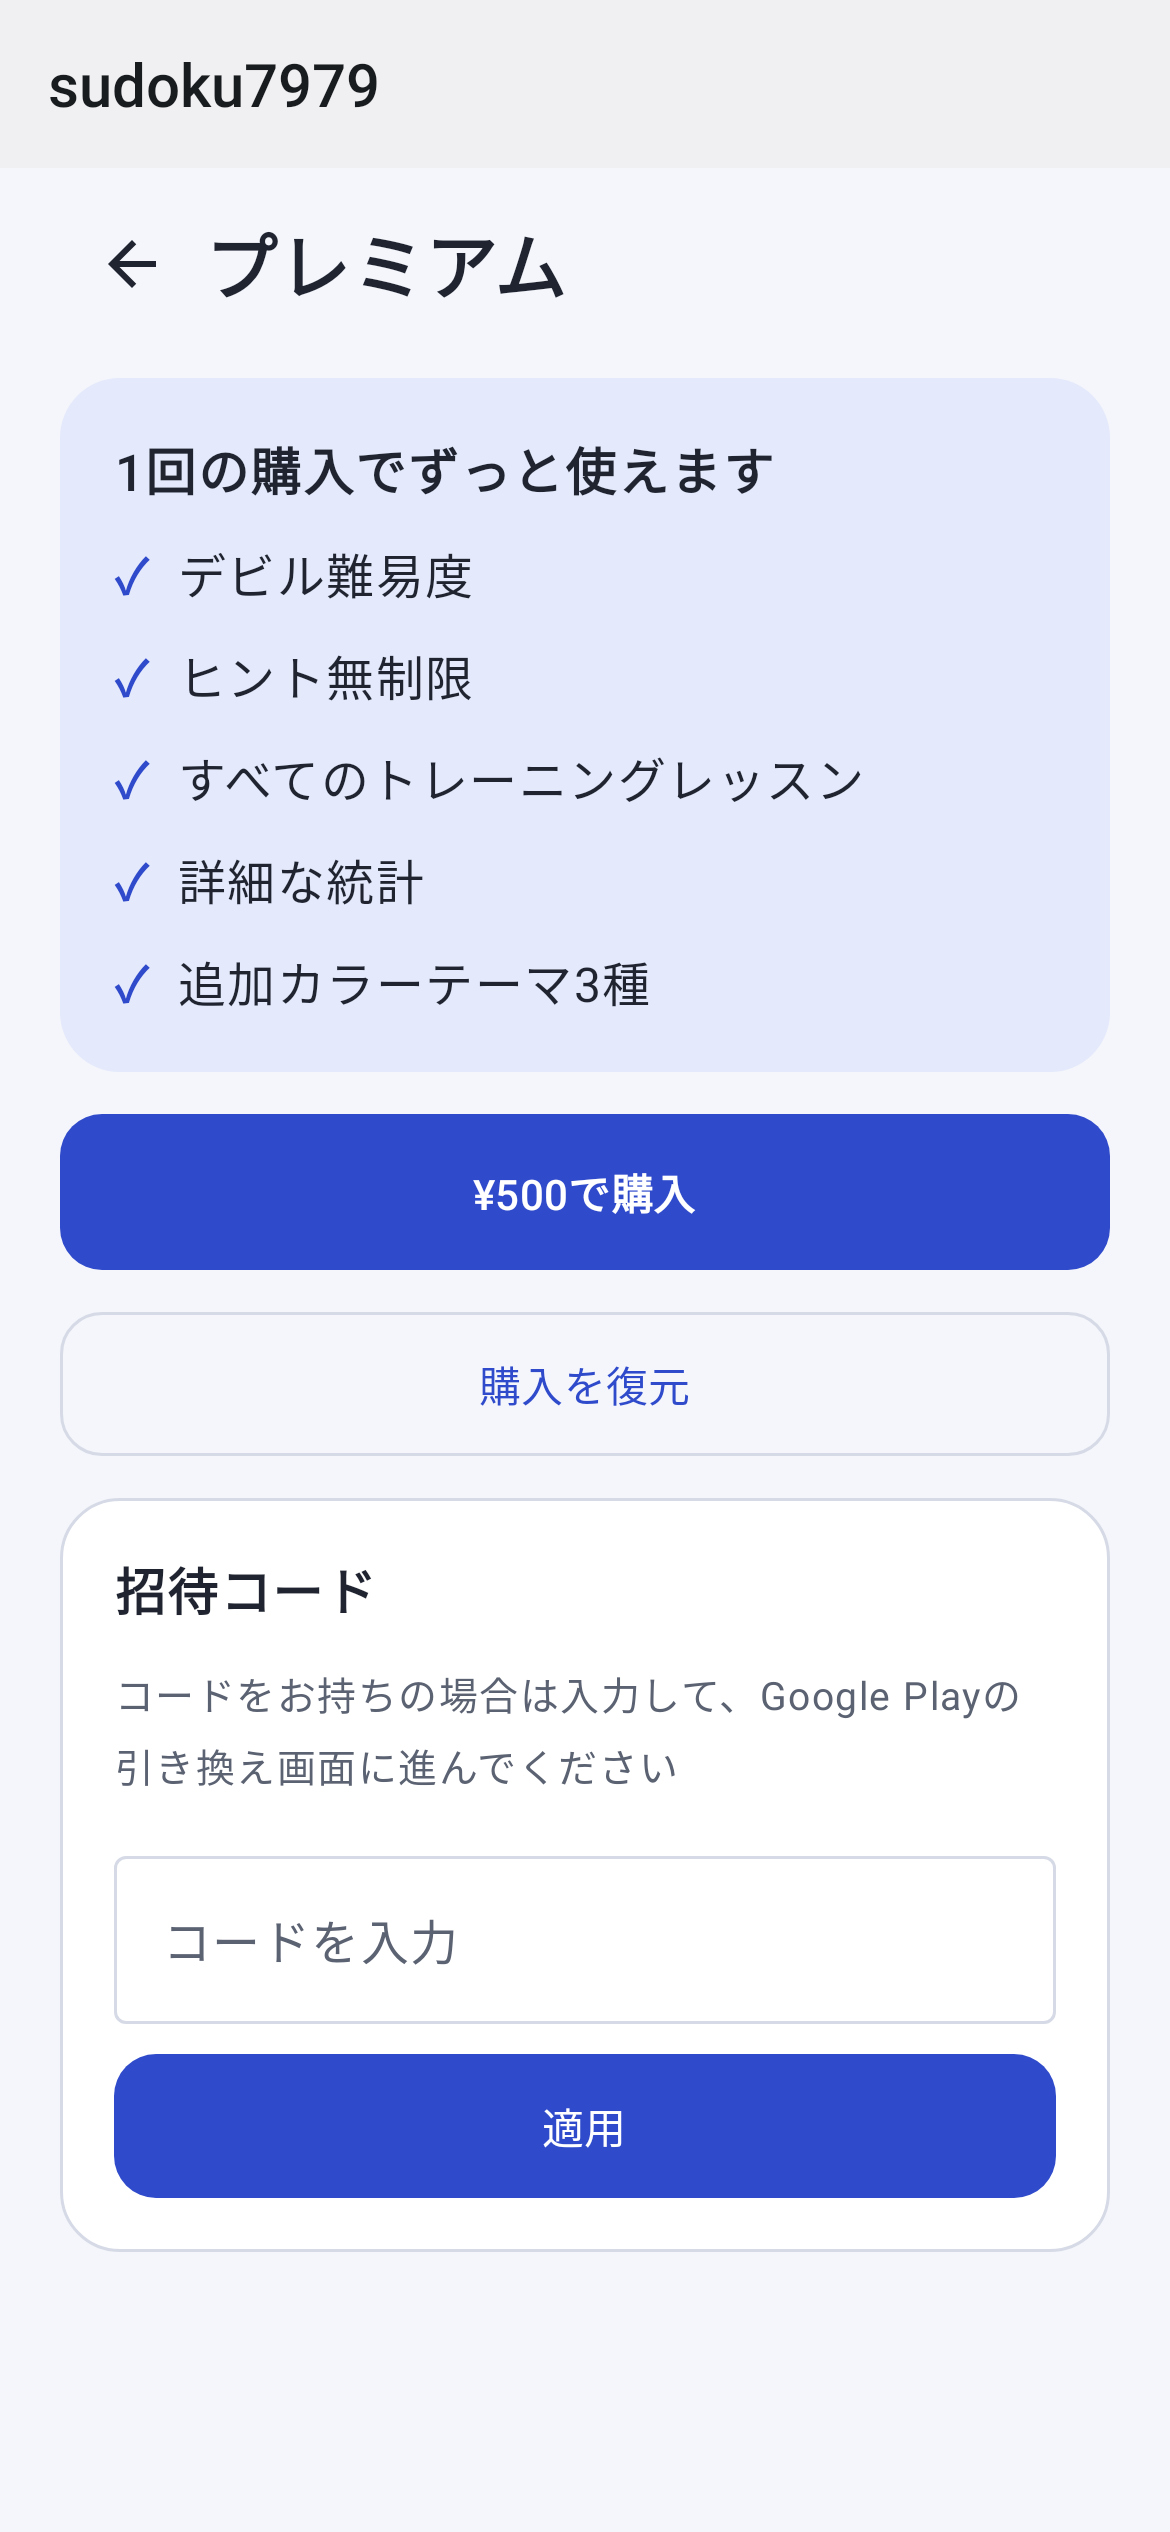 sudoku7979
プレミアム
1回の購入でずっと使えます
✓ デビル難易度
✓ ヒント無制限
✓ すべてのトレーニングレッスン
✓ 詳細な統計
✓ 追加カラーテーマ3種
¥500で購入
購入を復元
招待コード
コードをお持ちの場合は入力して、Google Playの
引き換え画面に進んでください
コードを入力
適用